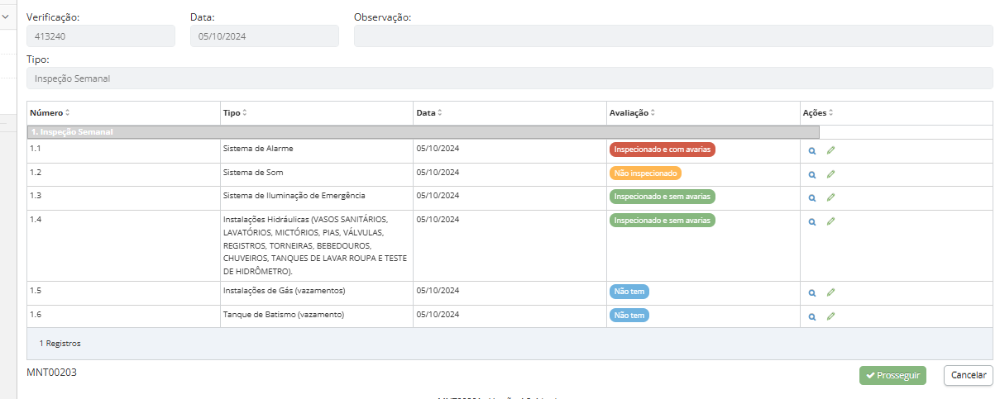 Verificação: Data: Observação:
413240 05/10/2024
Tipo:
Inspeção Semanal
Número Tipo Data Avaliação Ações
1. Inspeção Semanal
1.1 Sistema de Alarme 05/10/2024 Inspecionado e com avarias
1.2 Sistema de Som 05/10/2024 Não inspecionado
1.3 Sistema de Iluminação de Emergência 05/10/2024 Inspecionado e sem avarias
1.4 Instalações Hidráulicas (VASOS SANITÁRIOS, 05/10/2024 Inspecionado e sem avarias
LAVATÓRIOS, MICTÓRIOS, PIAS, VÁLVULAS,
REGISTROS, TORNEIRAS, BEBEDOUROS,
CHUVEIROS, TANQUES DE LAVAR ROUPA E TESTE
DE HIDRÔMETRO).
1.5 Instalações de Gás (vazamentos) 05/10/2024 Não tem
1.6 Tanque de Batismo (vazamento) 05/10/2024 Não tem
1 Registros
MNT00203 Prosseguir Cancelar